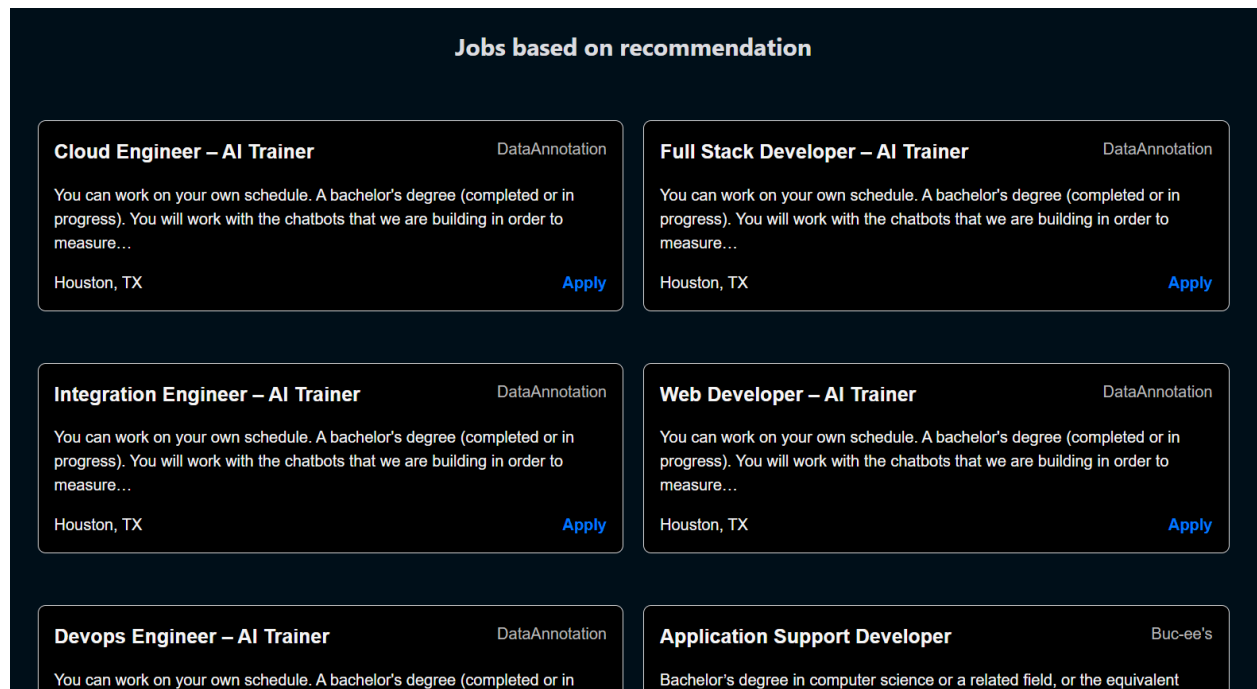 Jobs based on recommendation
Cloud Engineer – AI Trainer
DataAnnotation
You can work on your own schedule. A bachelor's degree (completed or in
progress). You will work with the chatbots that we are building in order to
measure…
Houston, TX
Apply
Full Stack Developer – AI Trainer
DataAnnotation
You can work on your own schedule. A bachelor's degree (completed or in
progress). You will work with the chatbots that we are building in order to
measure…
Houston, TX
Apply
Integration Engineer – AI Trainer
DataAnnotation
You can work on your own schedule. A bachelor's degree (completed or in
progress). You will work with the chatbots that we are building in order to
measure…
Houston, TX
Apply
Web Developer – AI Trainer
DataAnnotation
You can work on your own schedule. A bachelor's degree (completed or in
progress). You will work with the chatbots that we are building in order to
measure…
Houston, TX
Apply
Devops Engineer – AI Trainer
DataAnnotation
You can work on your own schedule. A bachelor's degree (completed or in
Application Support Developer
Buc-ee's
Bachelor's degree in computer science or a related field, or the equivalent